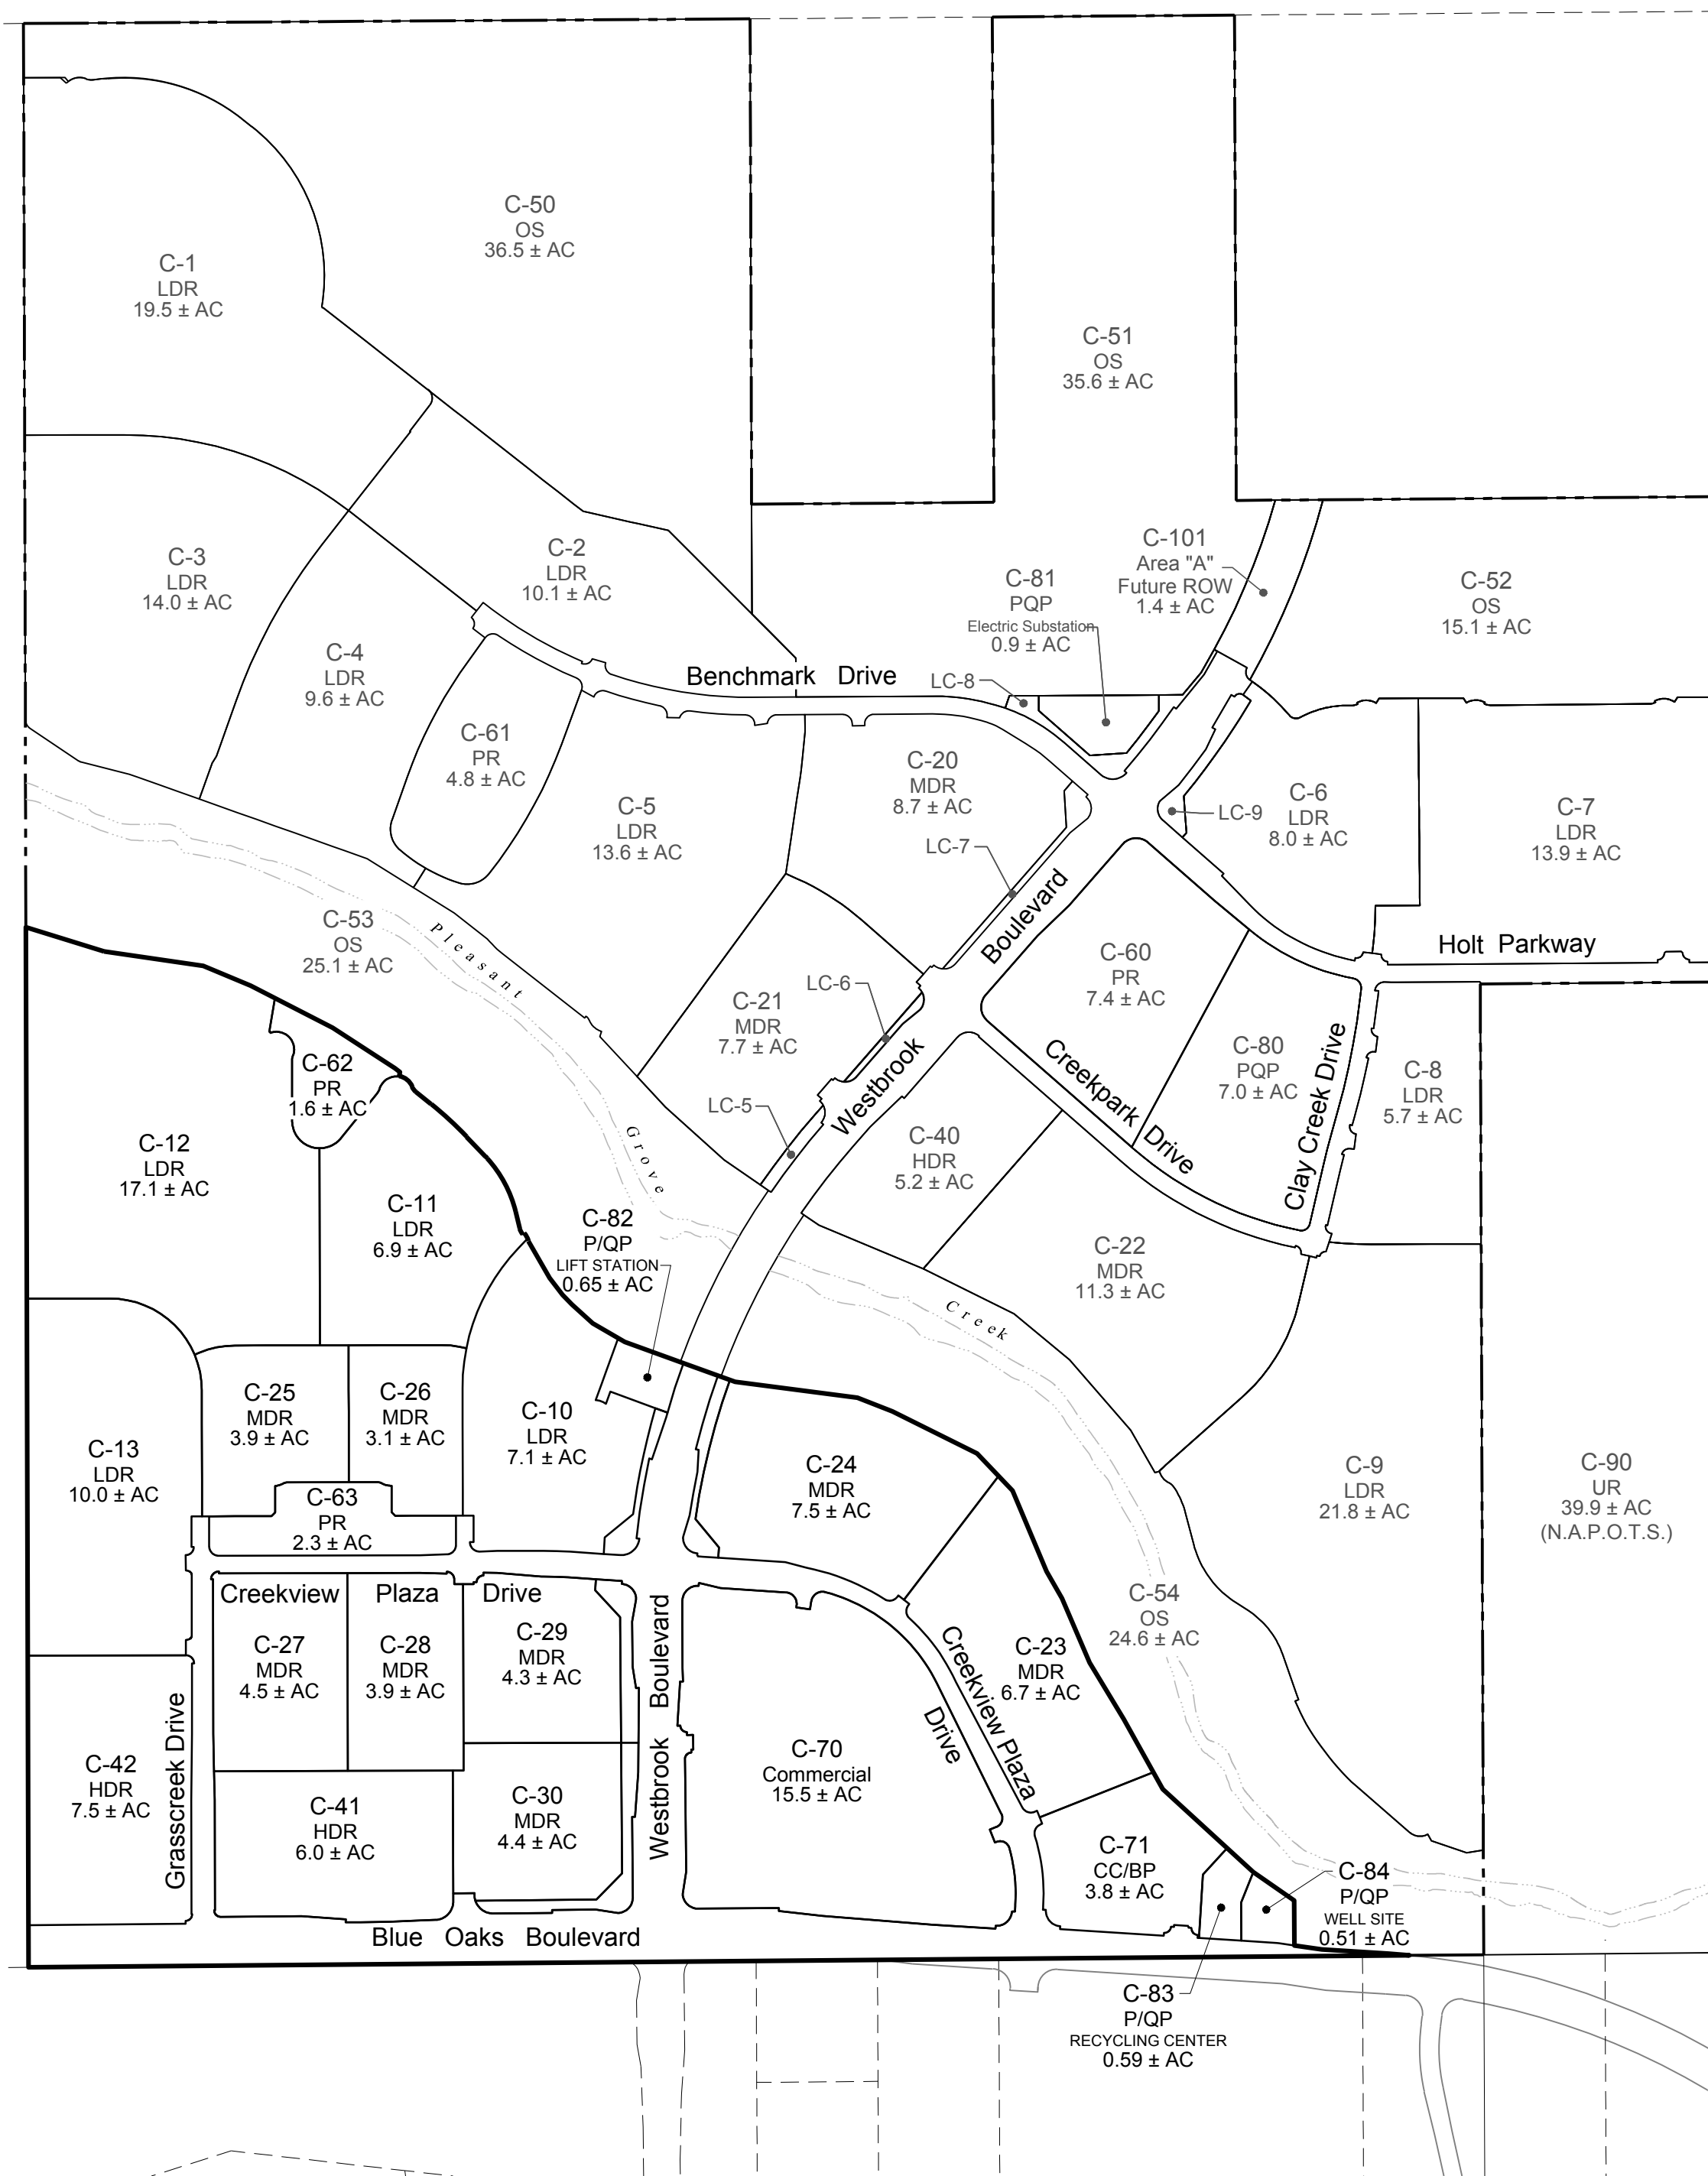 C-50
OS
36.5 ± AC
C-1
LDR
19.5 ± AC
C-51
OS
35.6 ± AC
C-3
LDR
14.0 ± AC
C-2
LDR
10.1 ± AC
C-101
Area "A"
Future ROW
1.4 ± AC
C-81
PQP
Electric Substation
0.9 ± AC
C-52
OS
15.1 ± AC
C-4
LDR
9.6 ± AC
Benchmark Drive
LC-8
C-61
PR
4.8 ± AC
C-5
LDR
13.6 ± AC
C-20
MDR
8.7 ± AC
LC-7
LC-9
C-6
LDR
8.0 ± AC
C-7
LDR
13.9 ± AC
C-53
OS
25.1 ± AC
Pleasant
Grove
Creek
Boulevard
Westbrook
C-60
PR
7.4 ± AC
Holt Parkway
LC-6
C-21
MDR
7.7 ± AC
LC-5
Creekpark Drive
C-80
PQP
7.0 ± AC
Clay Creek Drive
C-8
LDR
5.7 ± AC
C-62
PR
1.6 ± AC
C-12
LDR
17.1 ± AC
C-11
LDR
6.9 ± AC
C-40
HDR
5.2 ± AC
C-82
P/QP
LIFT STATION
0.65 ± AC
C-22
MDR
11.3 ± AC
C-25
MDR
3.9 ± AC
C-26
MDR
3.1 ± AC
C-10
LDR
7.1 ± AC
C-13
LDR
10.0 ± AC
C-63
PR
2.3 ± AC
C-24
MDR
7.5 ± AC
C-9
LDR
21.8 ± AC
C-90
UR
39.9 ± AC
(N.A.P.O.T.S.)
Creekview Plaza Drive
C-27
MDR
4.5 ± AC
C-28
MDR
3.9 ± AC
C-29
MDR
4.3 ± AC
Westbrook Boulevard
C-54
OS
24.6 ± AC
C-23
MDR
6.7 ± AC
Creekview Plaza
Drive
Grasscreek Drive
C-42
HDR
7.5 ± AC
C-41
HDR
6.0 ± AC
C-30
MDR
4.4 ± AC
C-70
Commercial
15.5 ± AC
C-71
CC/BP
3.8 ± AC
C-84
P/QP
WELL SITE
0.51 ± AC
Blue Oaks Boulevard
C-83
P/QP
RECYCLING CENTER
0.59 ± AC